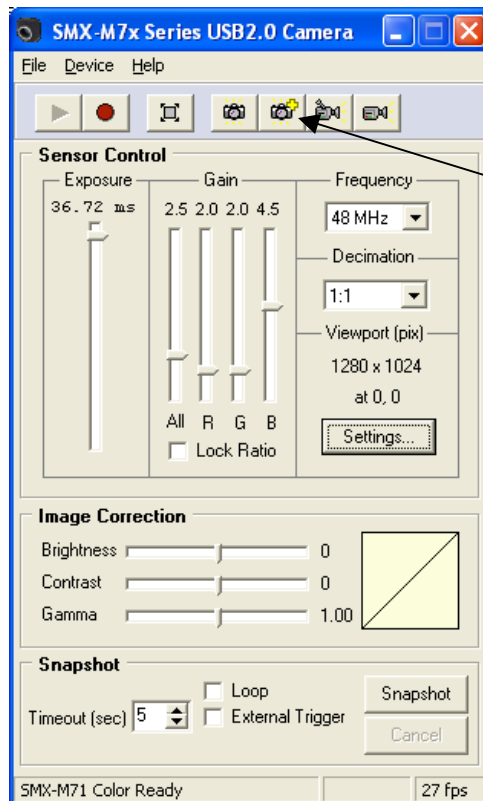 SMX-M7x Series USB2.0 Camera
File Device Help
Sensor Control
Exposure Gain Frequency
36.72 ms 2.5 2.0 2.0 4.5
48 MHz
Decimation
1:1
Viewport (pix)
1280 x 1024
at 0, 0
All R G B
Settings...
Lock Ratio
Image Correction
Brightness 0
Contrast 0
Gamma 1.00
Snapshot
Loop Snapshot
Timeout (sec) 5 External Trigger
Cancel
SMX-M71 Color Ready 27 fps